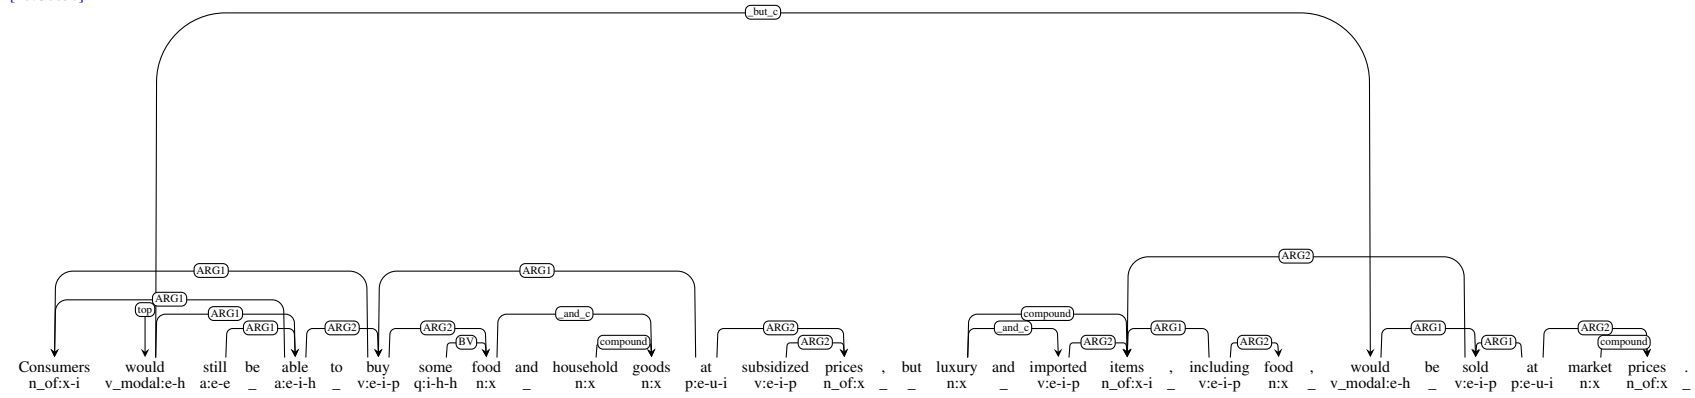 _but_c
ARG2
ARG1 ARG1
ARG1
top ARG1 _and_c compound
ARG1 ARG2 ARG2 ARG2 _and_c ARG1 ARG1 ARG2
BV compound ARG2 ARG2 ARG2 ARG1 compound
Consumers would still be able to buy some food and household goods at subsidized prices , but luxury and imported items , including food , would be sold at market prices .
n_of:x-i v_modal:e-h a:e-e _ a:e-i-h _ v:e-i-p q:i-h-h n:x _ n:x n:x p:e-u-i v:e-i-p n_of:x _ _ n:x _ v:e-i-p n_of:x-i _ v:e-i-p n:x _ v_modal:e-h _ v:e-i-p p:e-u-i n:x n_of:x _